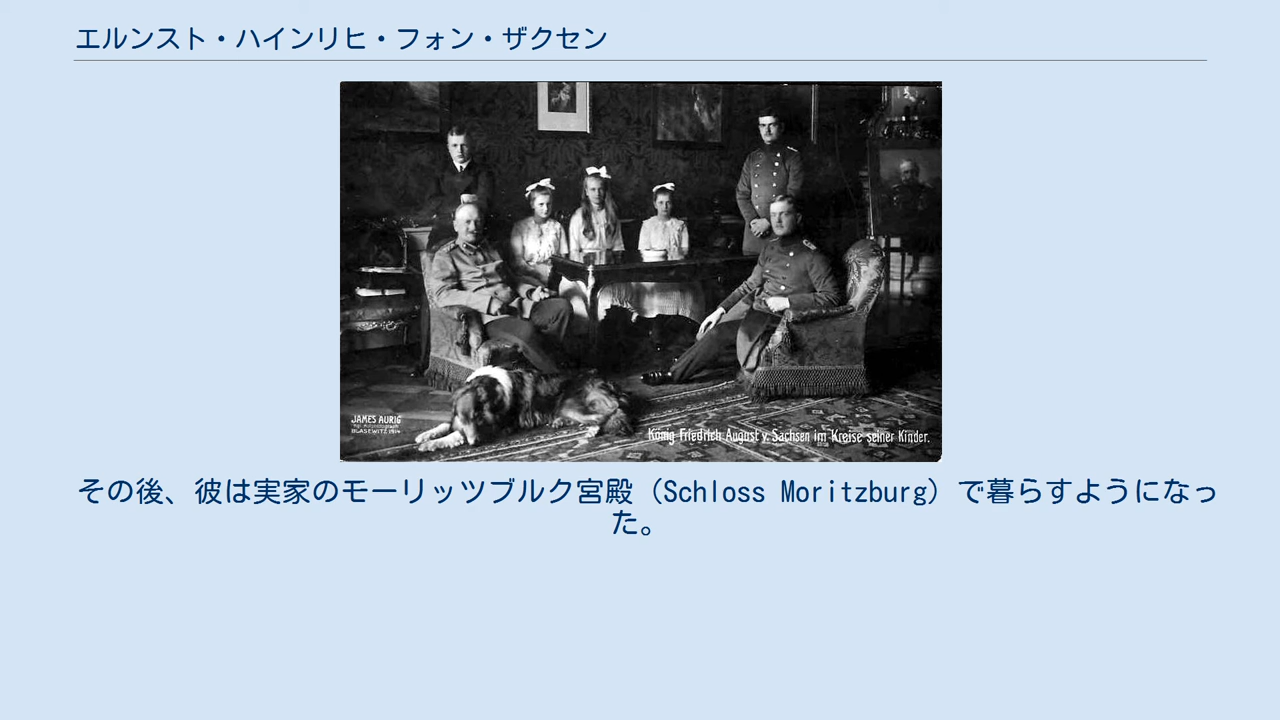 エルンスト・ハインリヒ・フォン・ザクセン
JAMES AURIG
BLASEWITZ 1914
König Friedrich August v. Sachsen im Kreise seiner Kinder.
その後、彼は実家のモーリッツブルク宮殿（Schloss Moritzburg）で暮らすようになっ
た。